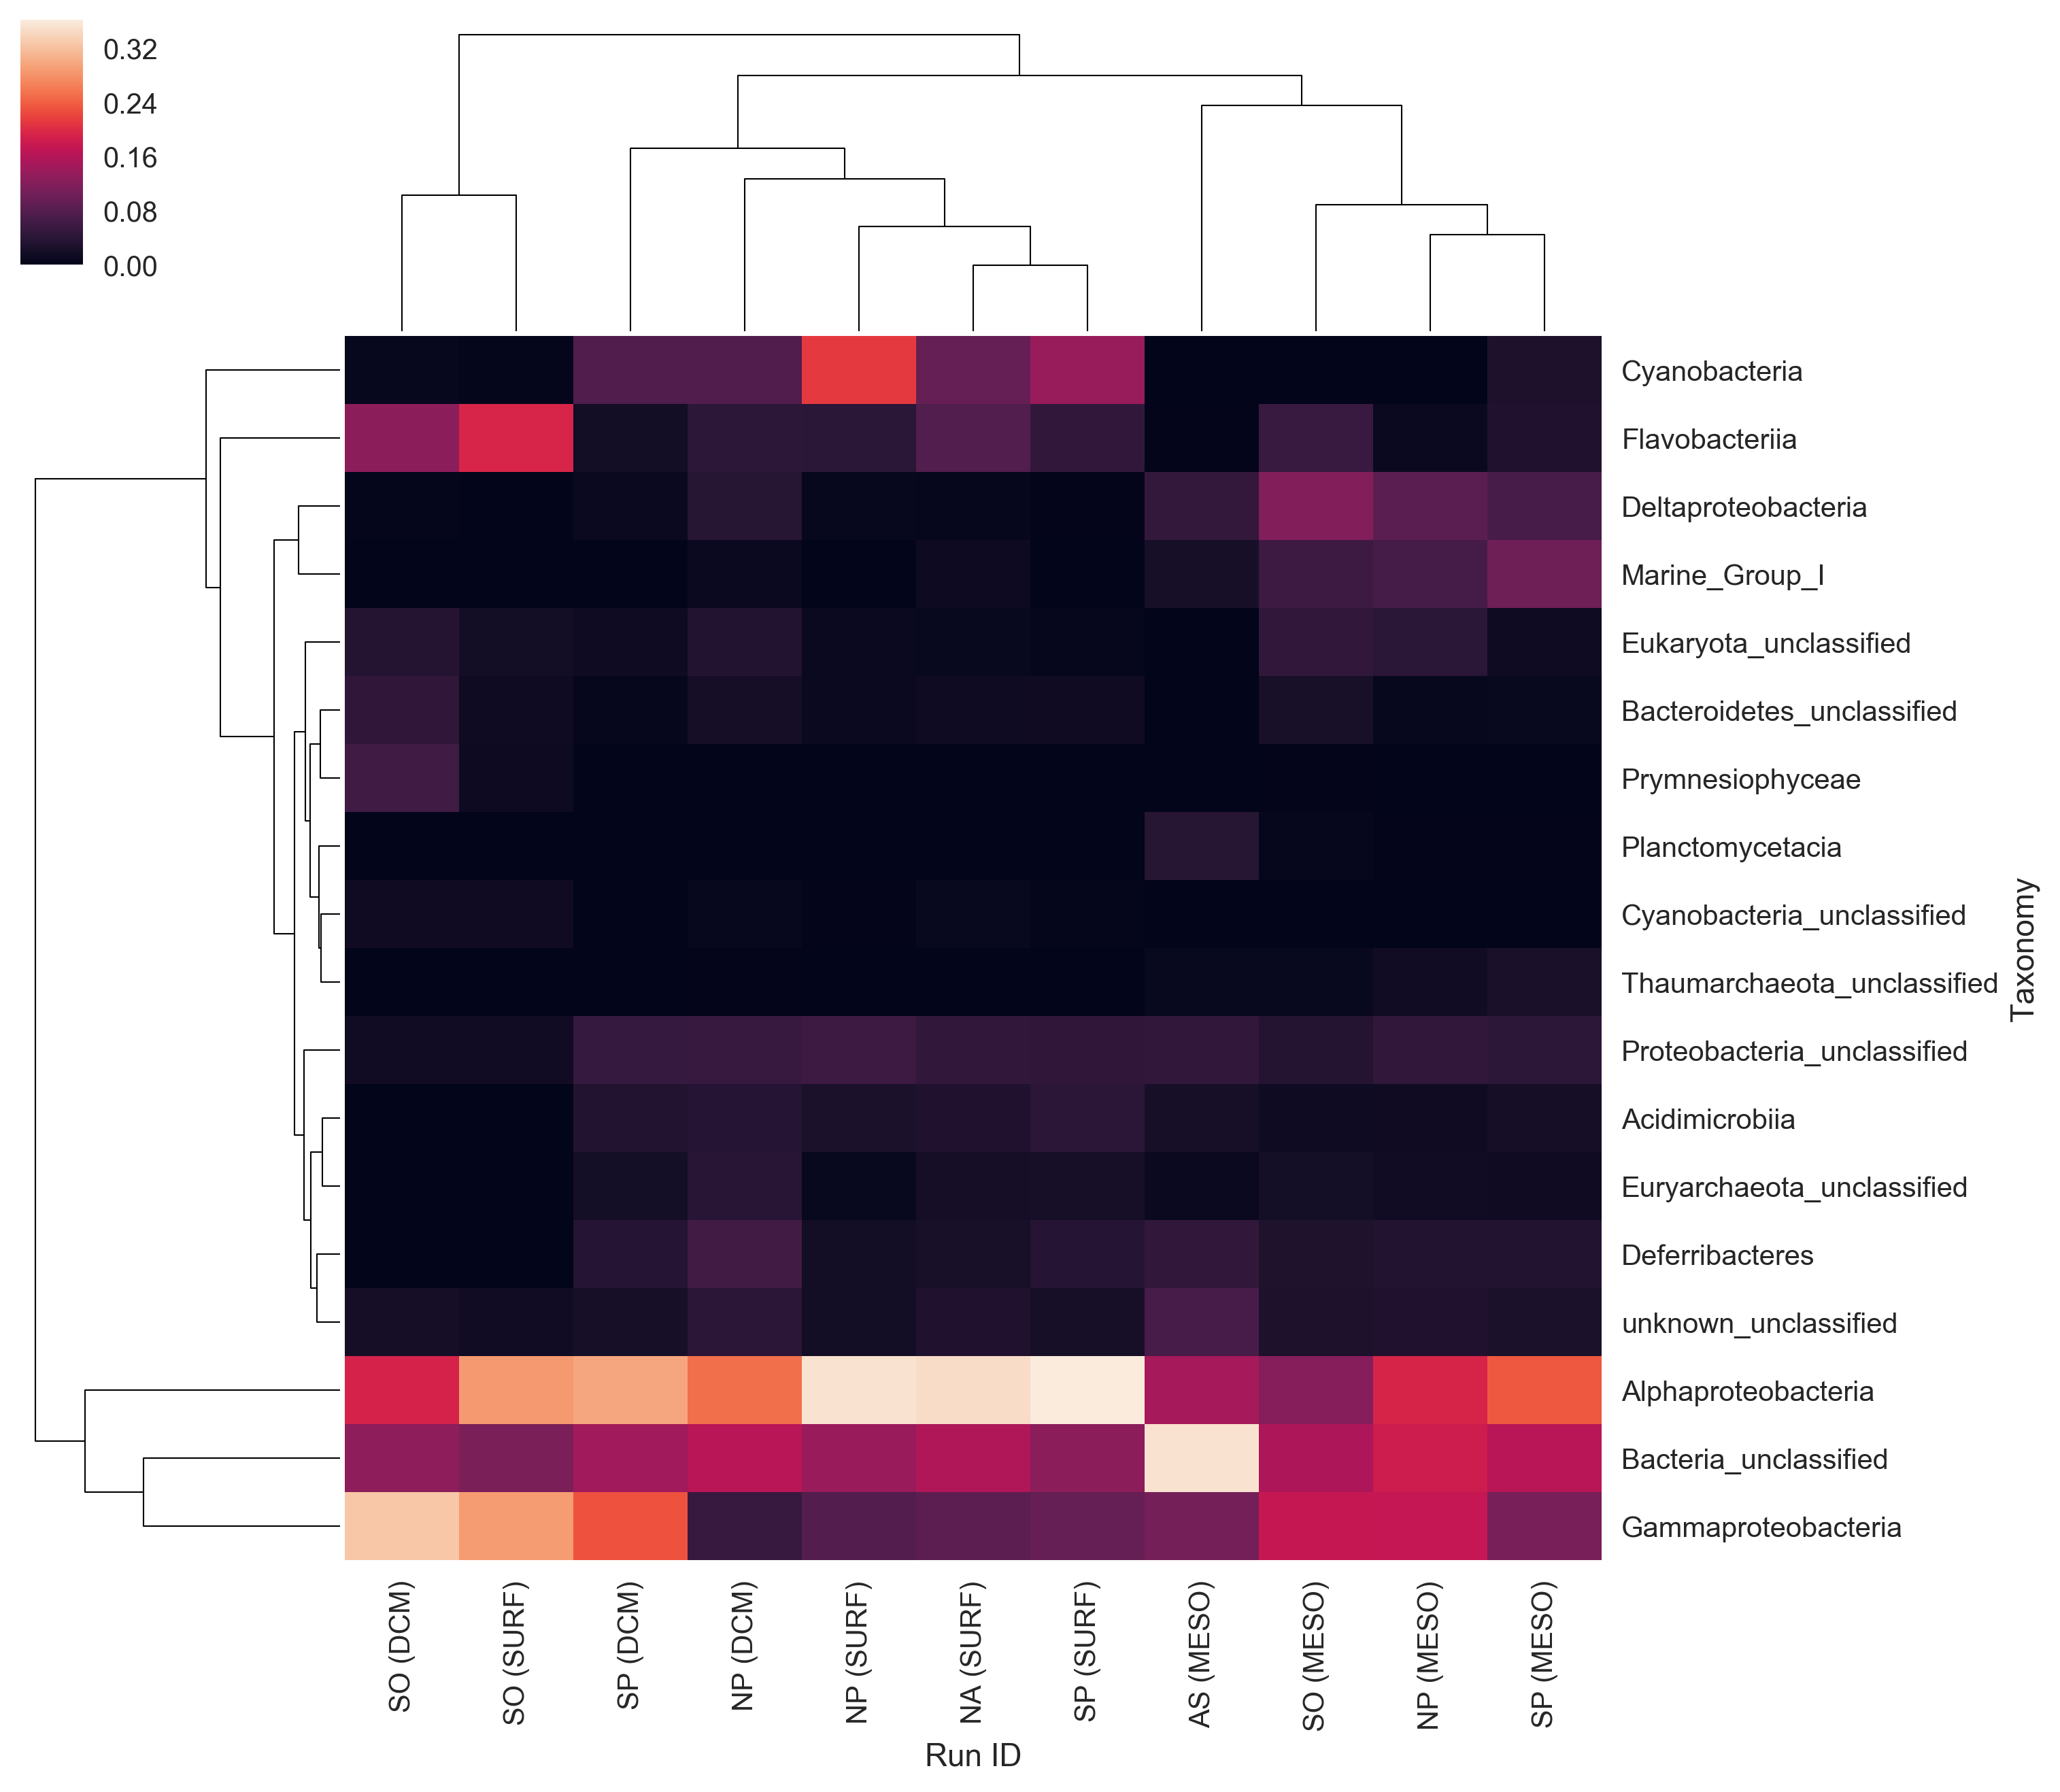 0.32
0.24
0.16
0.08
0.00
Cyanobacteria
Flavobacteriia
Deltaproteobacteria
Marine_Group_I
Eukaryota_unclassified
Bacteroidetes_unclassified
Prymnesiophyceae
Planctomycetacia
Cyanobacteria_unclassified
Thaumarchaeota_unclassified
Proteobacteria_unclassified
Acidimicrobiia
Euryarchaeota_unclassified
Deferribacteres
unknown_unclassified
Alphaproteobacteria
Bacteria_unclassified
Gammaproteobacteria
Taxonomy
SO (DCM)
SO (SURF)
SP (DCM)
NP (DCM)
NP (SURF)
NA (SURF)
SP (SURF)
AS (MESO)
SO (MESO)
NP (MESO)
SP (MESO)
Run ID